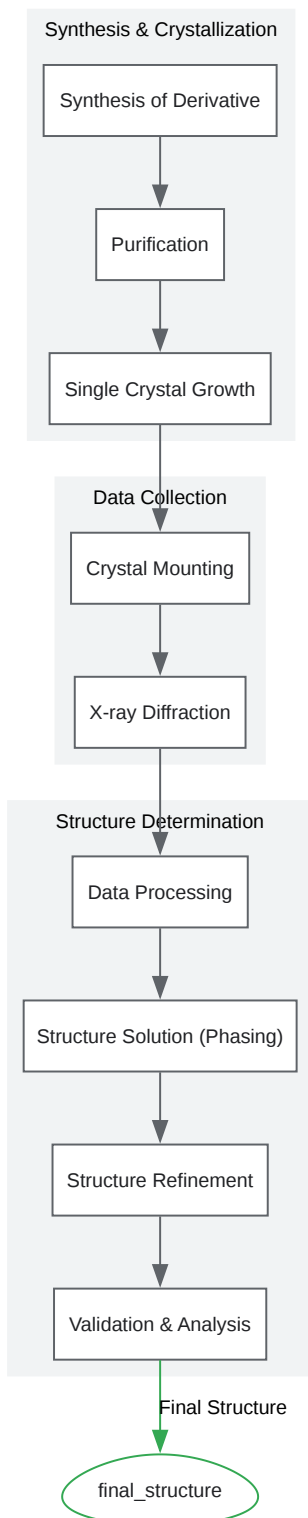 Synthesis & Crystallization
Synthesis of Derivative
Purification
Single Crystal Growth
Data Collection
Crystal Mounting
X-ray Diffraction
Structure Determination
Data Processing
Structure Solution (Phasing)
Structure Refinement
Validation & Analysis
Final Structure
final_structure